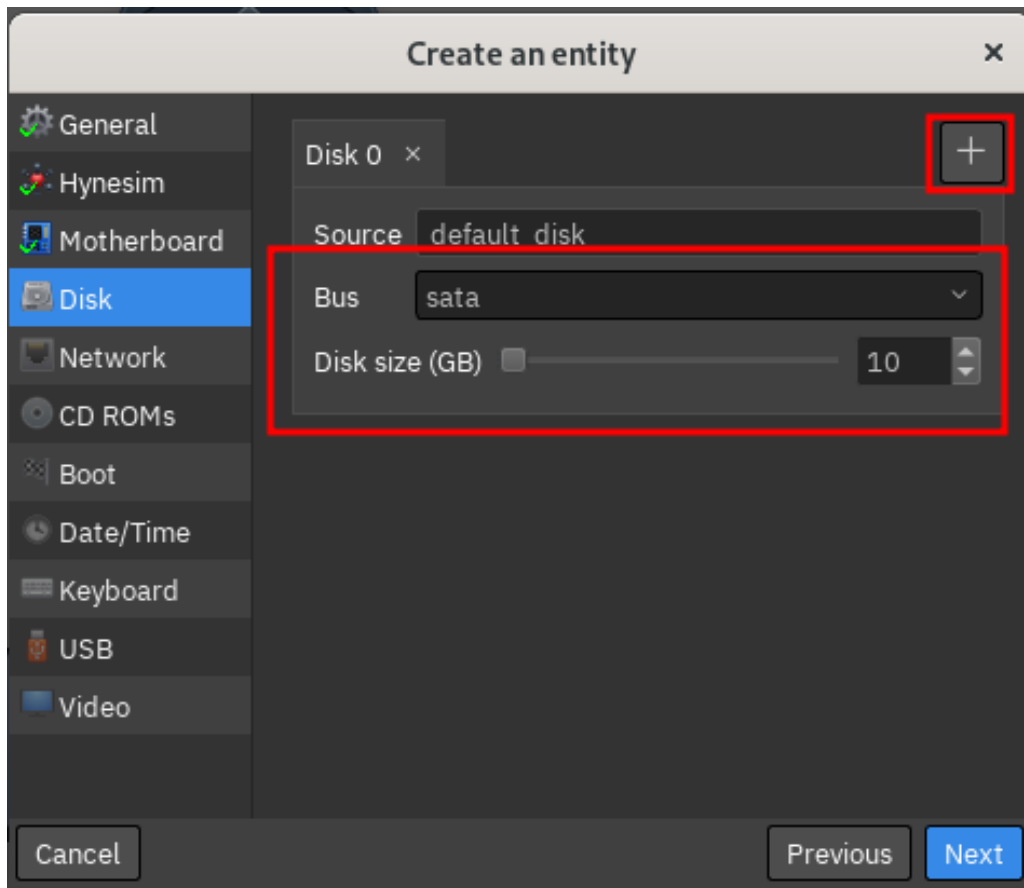 Create an entity
General
Hynesim
Motherboard
Disk
Network
CD ROMs
Boot
Date/Time
Keyboard
USB
Video
Disk 0
Source default_disk
Bus sata
Disk size (GB) 10
Cancel Previous Next